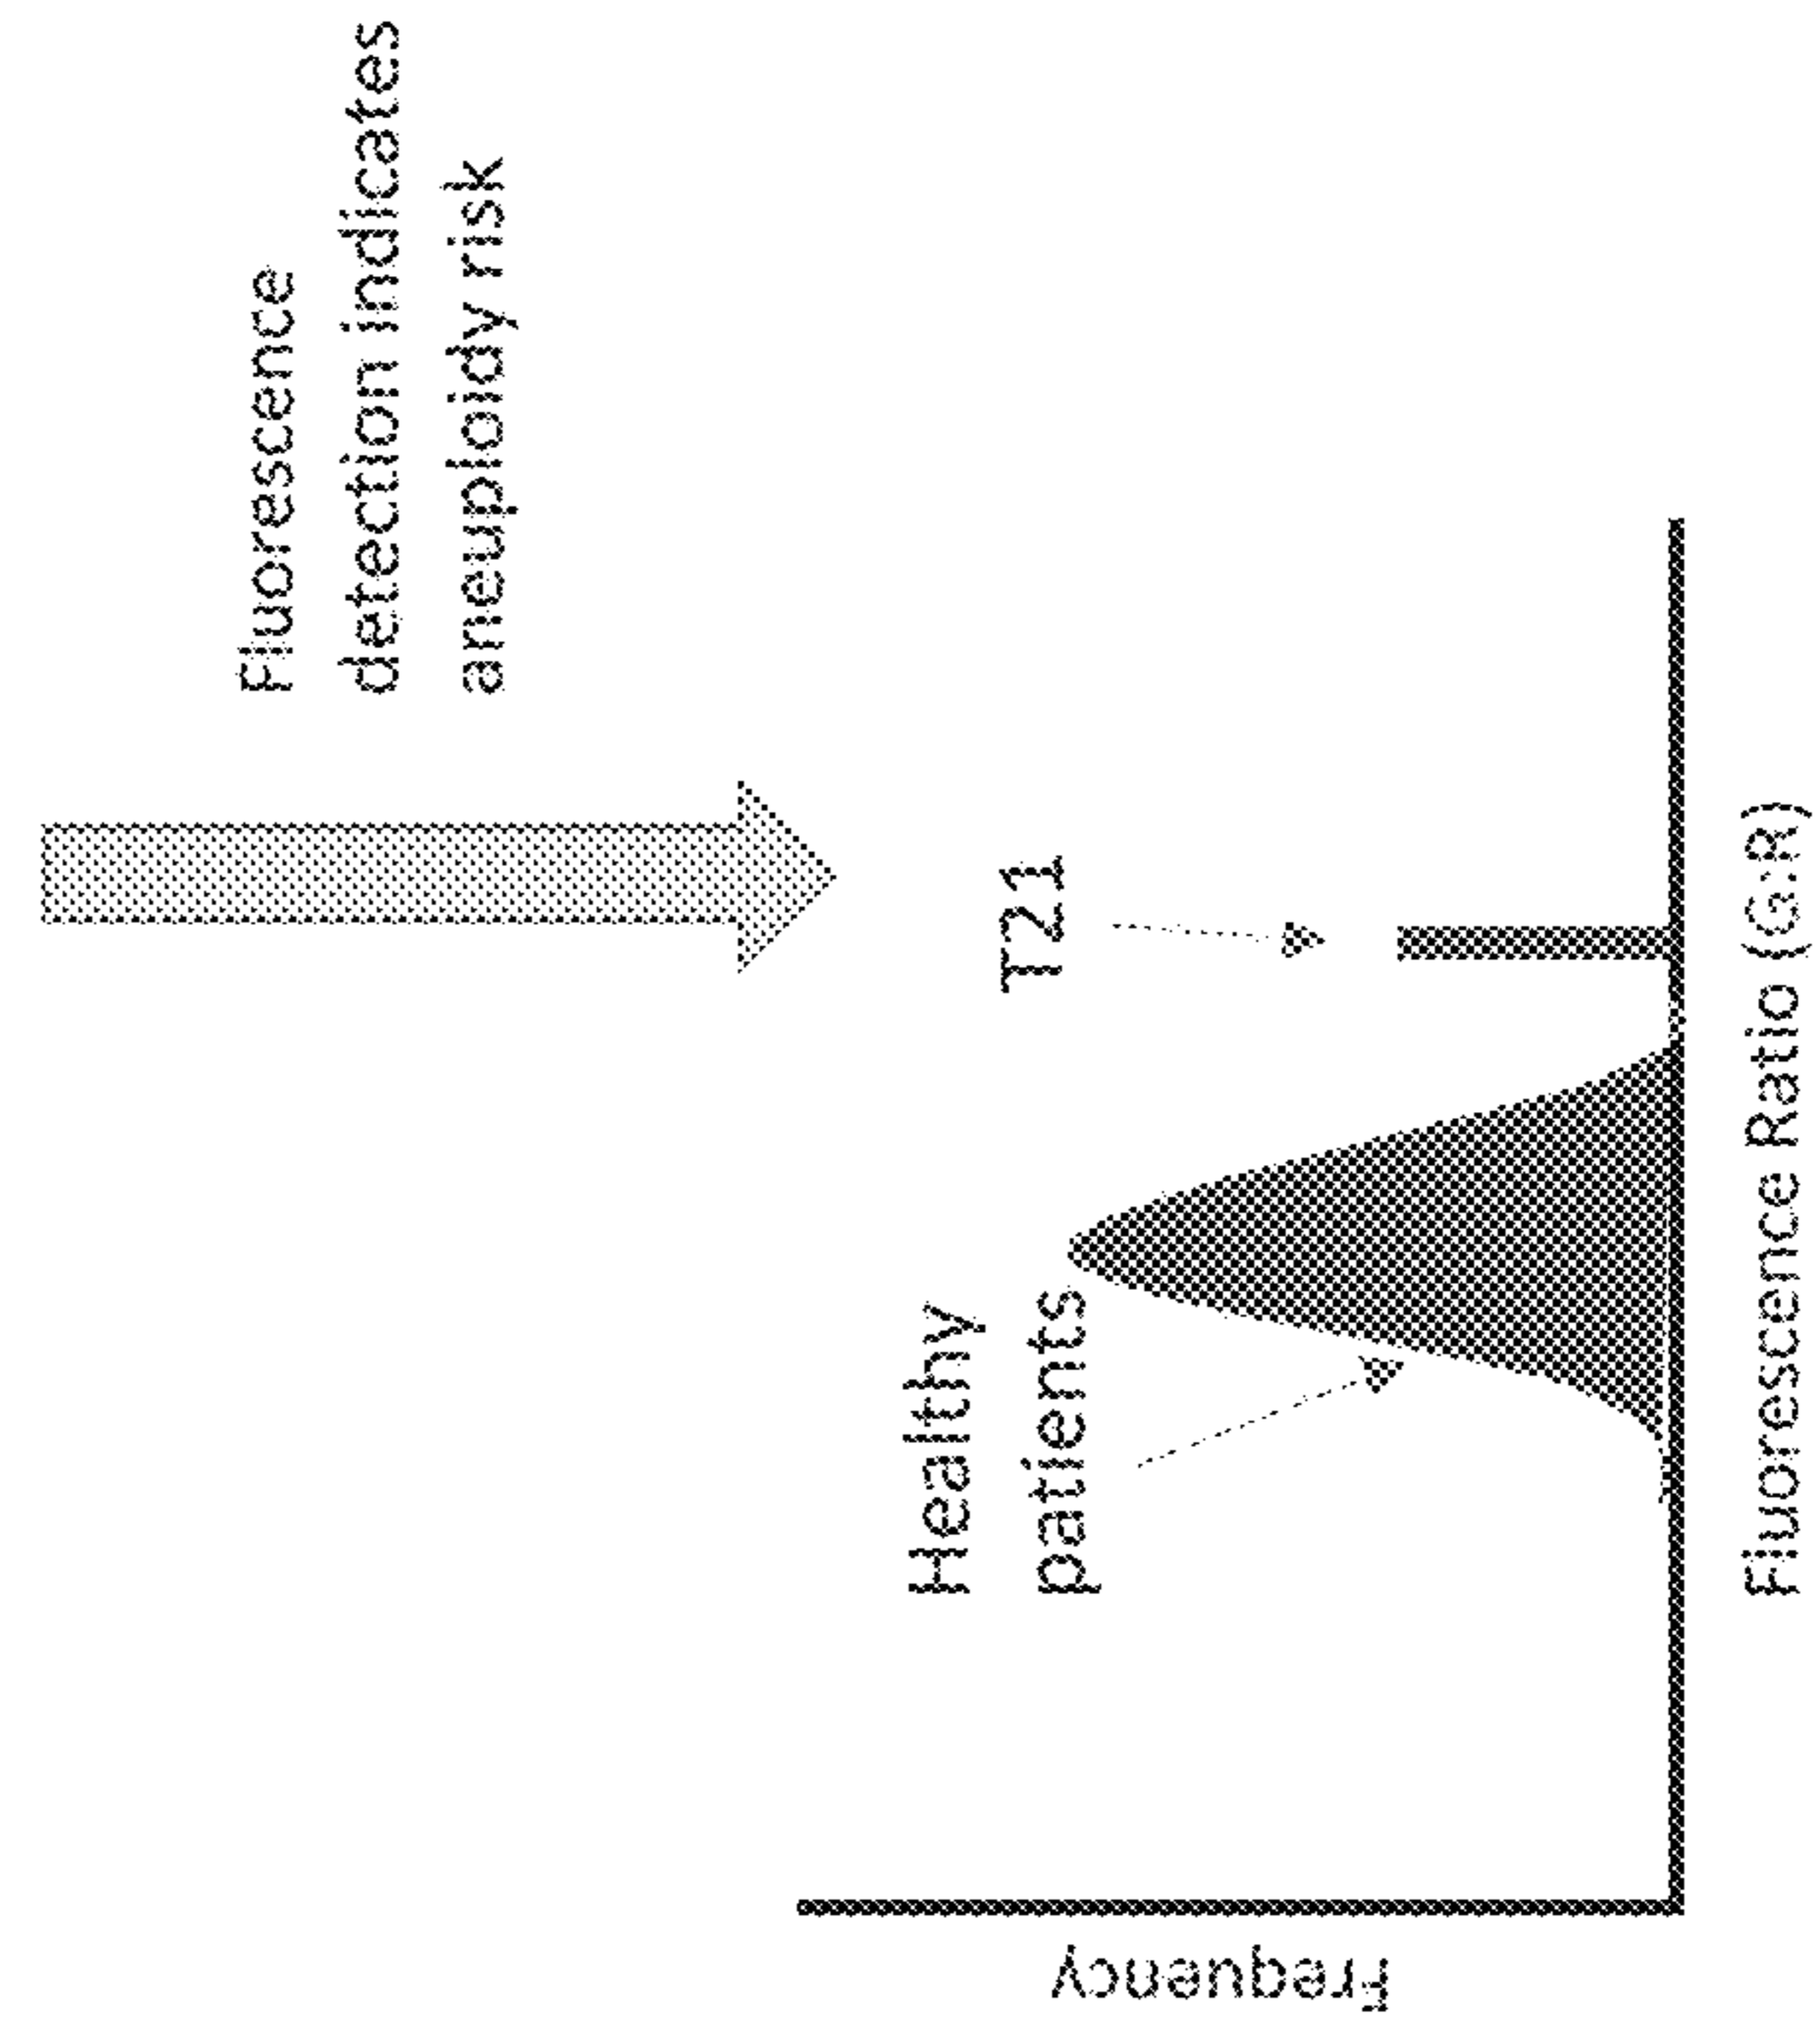 Fluorescence
detection indicates
aneuploidy risk
T21
Healthy
patients
Frequency
Fluorescence Ratio (G:R)